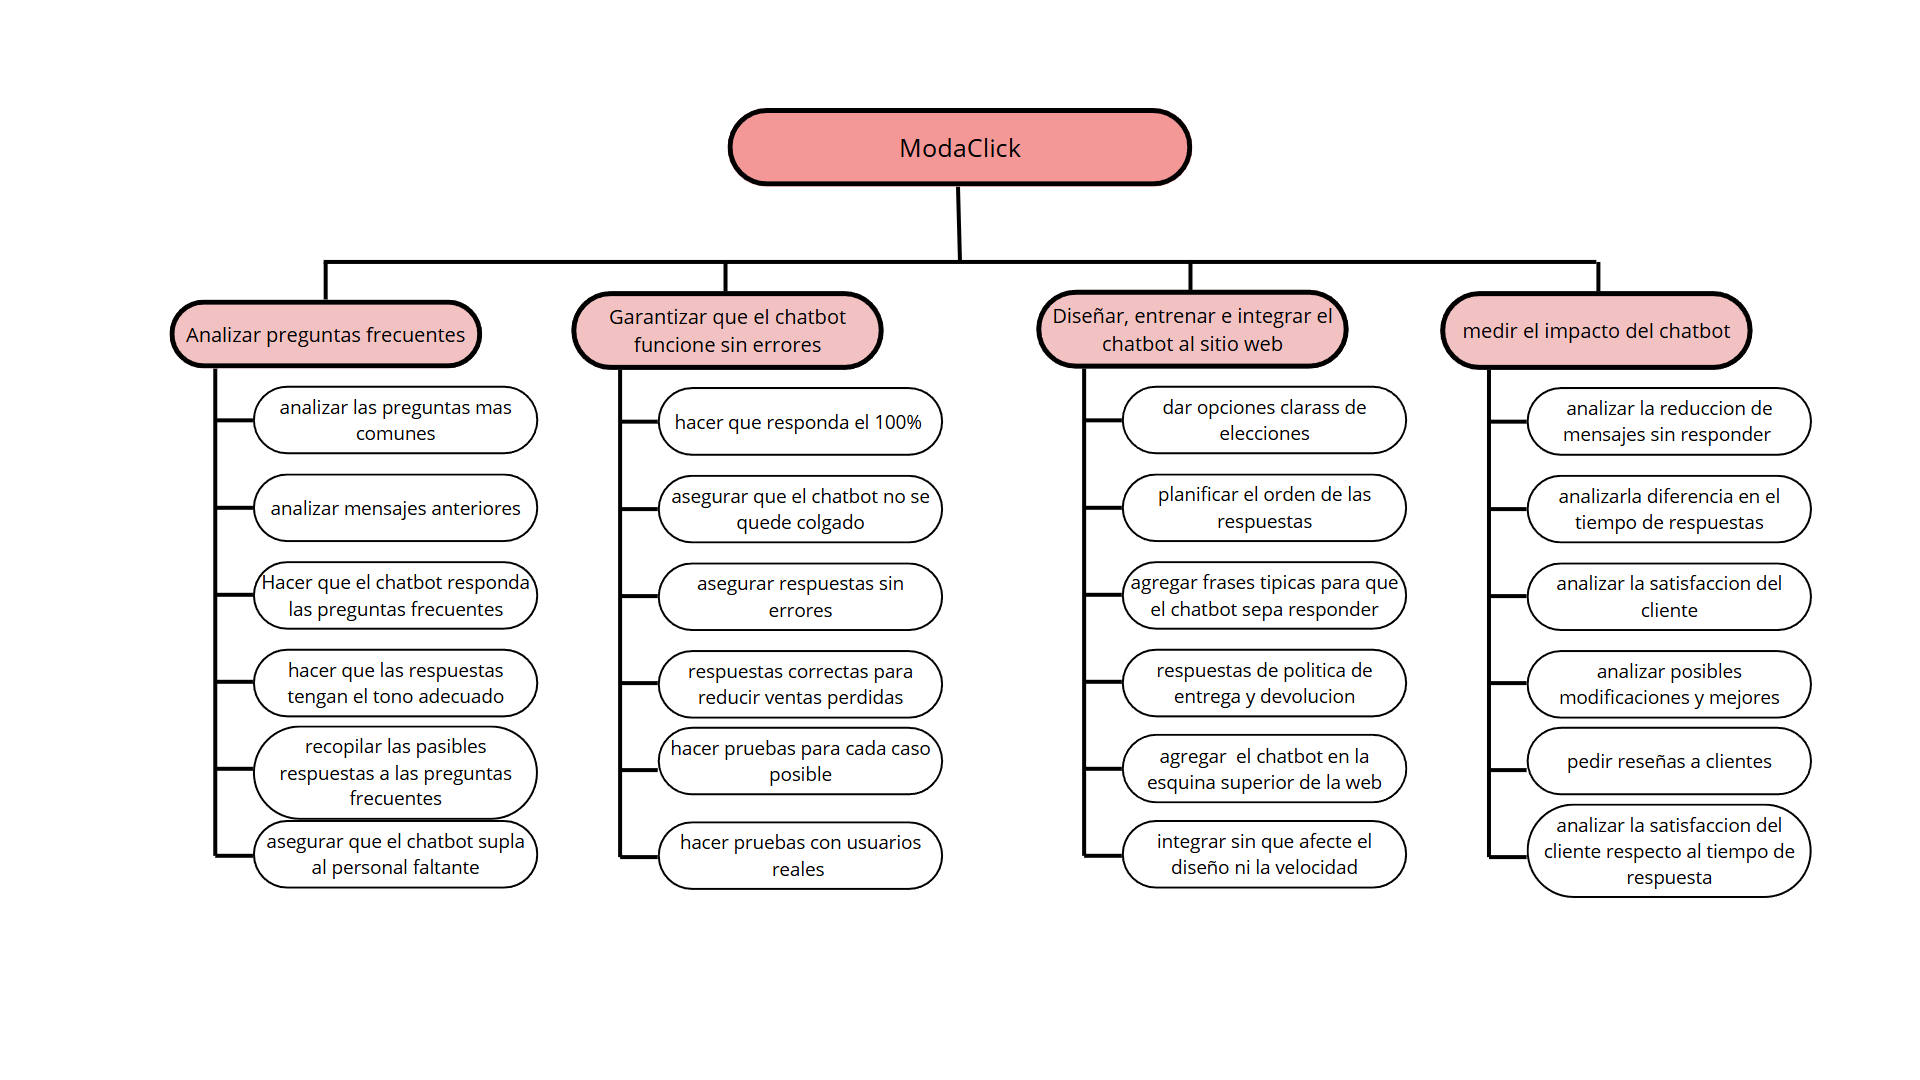 ModaClick
Analizar preguntas frecuentes
analizar las preguntas mas
comunes
analizar mensajes anteriores
Hacer que el chatbot responda
las preguntas frecuentes
hacer que las respuestas
tengan el tono adecuado
recopilar las pasibles
respuestas a las preguntas
frecuentes
asegurar que el chatbot supla
al personal faltante
Garantizar que el chatbot
funcione sin errores
hacer que responda el 100%
asegurar que el chatbot no se
quede colgado
asegurar respuestas sin
errores
respuestas correctas para
reducir ventas perdidas
hacer pruebas para cada caso
posible
hacer pruebas con usuarios
reales
Diseñar, entrenar e integrar el
chatbot al sitio web
dar opciones clarass de
elecciones
planificar el orden de las
respuestas
agregar frases tipicas para que
el chatbot sepa responder
respuestas de politica de
entrega y devolucion
agregar  el chatbot en la
esquina superior de la web
integrar sin que afecte el
diseño ni la velocidad
medir el impacto del chatbot
analizar la reduccion de
mensajes sin responder
analizarla diferencia en el
tiempo de respuestas
analizar la satisfaccion del
cliente
analizar posibles
modificaciones y mejores
pedir reseñas a clientes
analizar la satisfaccion del
cliente respecto al tiempo de
respuesta